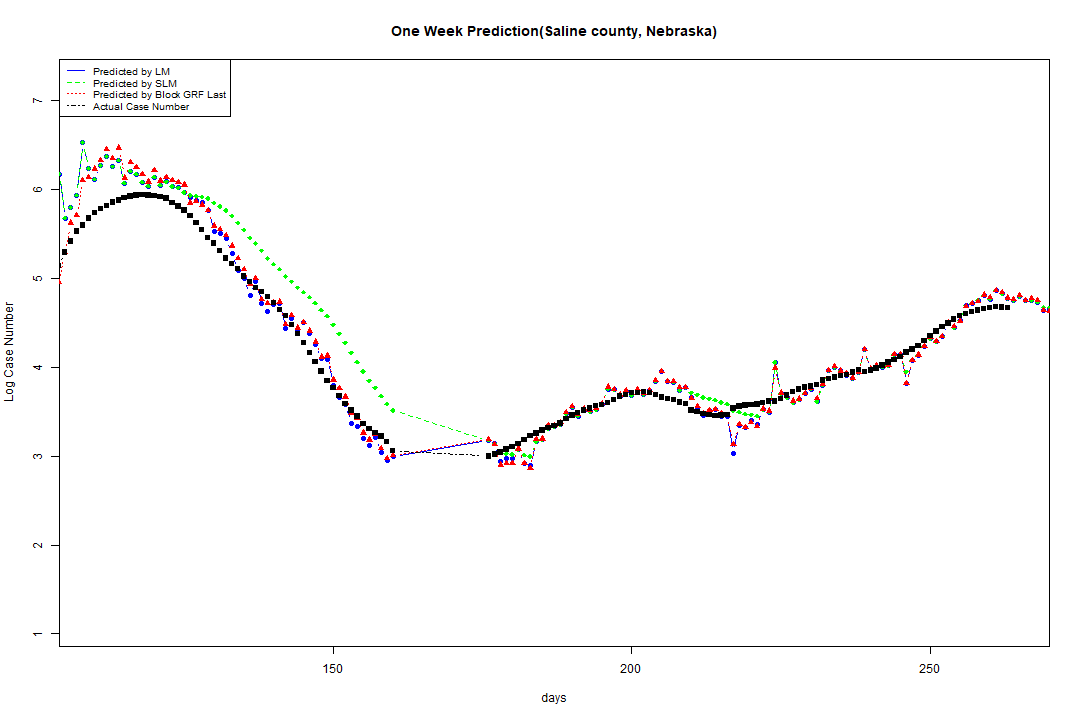 One Week Prediction(Saline county, Nebraska)
Predicted by LM
Predicted by SLM
Predicted by Block GRF Last
Actual Case Number
7
6
5
4
3
2
1
Log Case Number
150 200 250
days